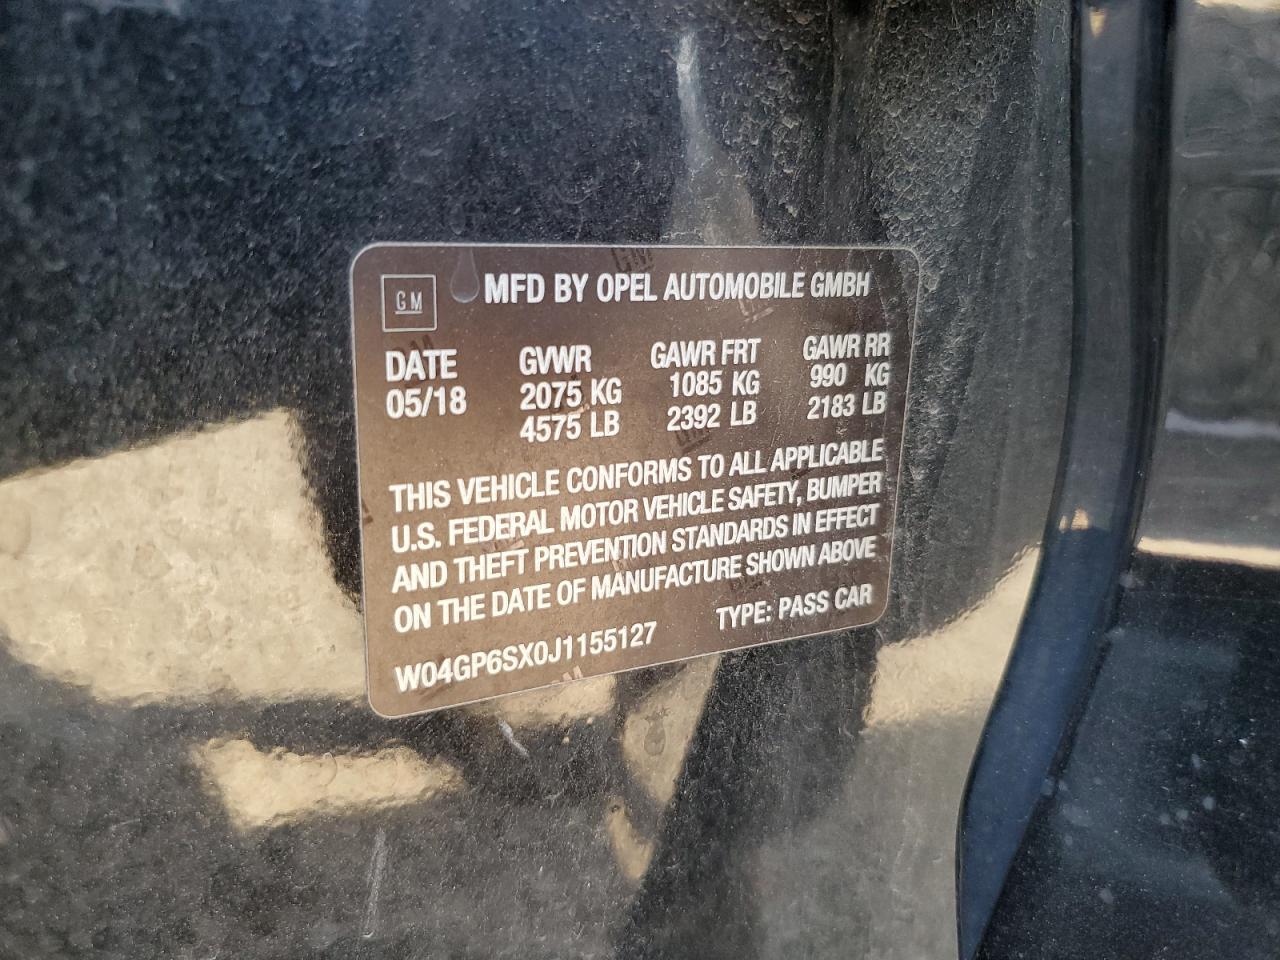 GM MFD BY OPEL AUTOMOBILE GMBH
DATE GVWR GAWR FRT GAWR RR
05/18 2075 KG 1085 KG 990 KG
4575 LB 2392 LB 2183 LB
THIS VEHICLE CONFORMS TO ALL APPLICABLE
U.S. FEDERAL MOTOR VEHICLE SAFETY, BUMPER
AND THEFT PREVENTION STANDARDS IN EFFECT
ON THE DATE OF MANUFACTURE SHOWN ABOVE
W04GP6SX0J1155127 TYPE: PASS CAR